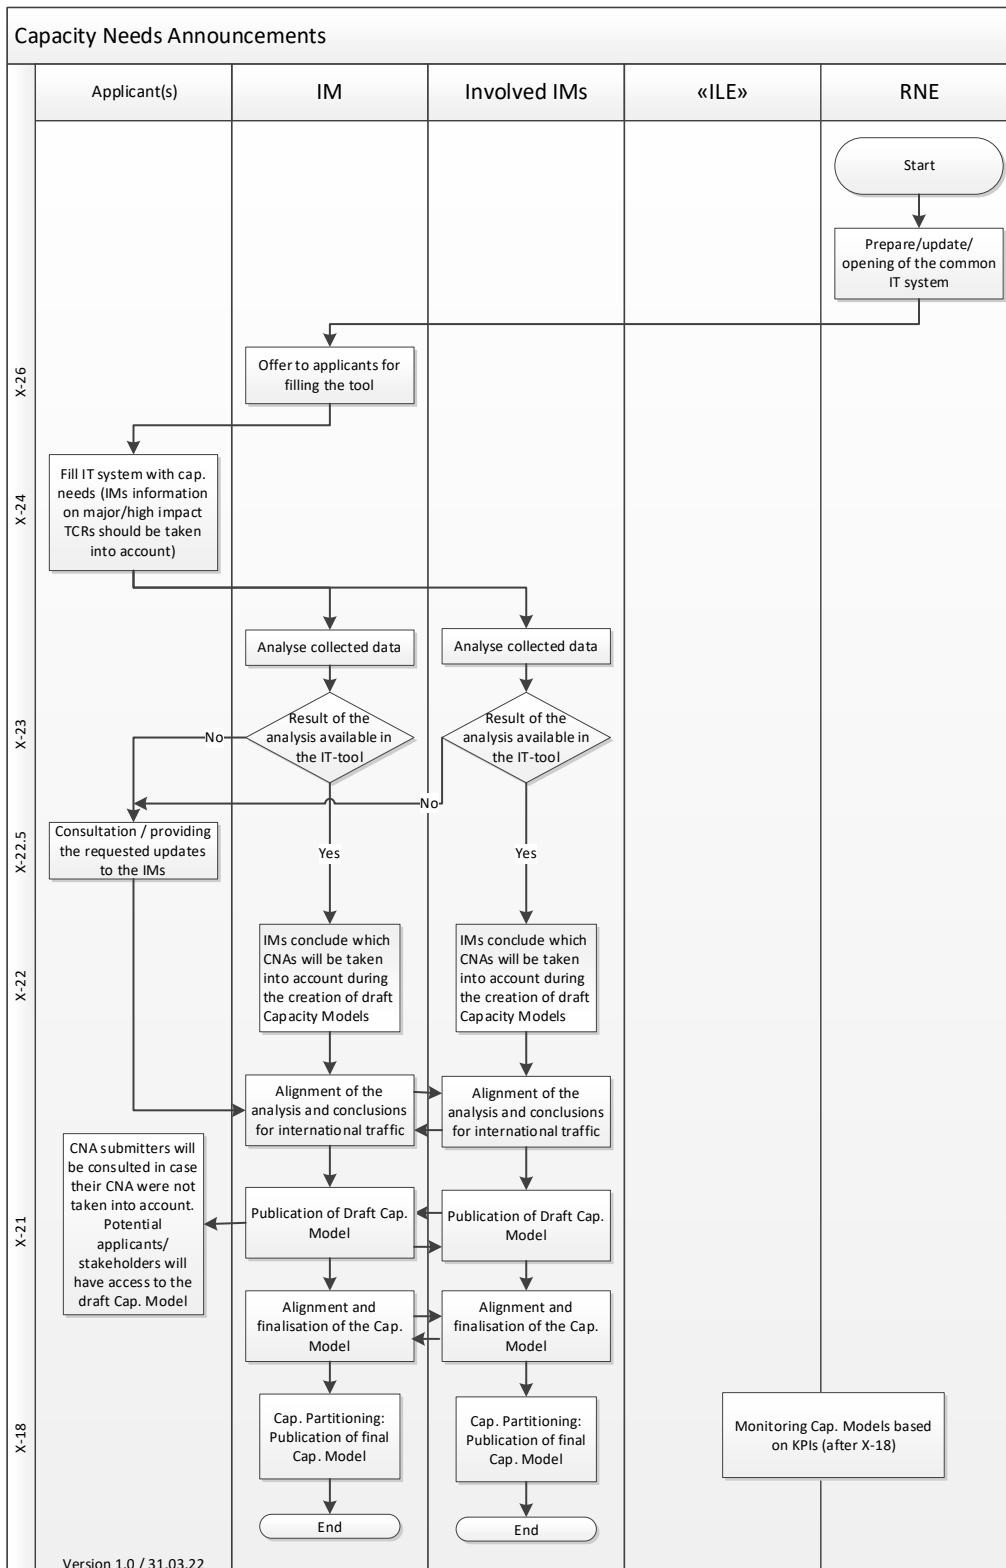 Capacity Needs Announcements
Applicant(s)
IM
Involved IMs
«ILE»
RNE
Start
Prepare/update/
opening of the common
IT system
X-26
Offer to applicants for
filling the tool
X-24
Fill IT system with cap.
needs (IMs information
on major/high impact
TCRs should be taken
into account)
Analyse collected data
Analyse collected data
X-23
Result of the
analysis available in
the IT-tool
Result of the
analysis available in
the IT-tool
No
No
X-22.5
Consultation / providing
the requested updates
to the IMs
Yes
Yes
X-22
IMs conclude which
CNAs will be taken
into account during
the creation of draft
Capacity Models
IMs conclude which
CNAs will be taken
into account during
the creation of draft
Capacity Models
Alignment of the
analysis and conclusions
for international traffic
Alignment of the
analysis and conclusions
for international traffic
X-21
CNA submitters will
be consulted in case
their CNA were not
taken into account.
Potential
applicants/
stakeholders will
have access to the
draft Cap. Model
Publication of Draft Cap.
Model
Publication of Draft Cap.
Model
Alignment and
finalisation of the Cap.
Model
Alignment and
finalisation of the Cap.
Model
X-18
Cap. Partitioning:
Publication of final
Cap. Model
Cap. Partitioning:
Publication of final
Cap. Model
Monitoring Cap. Models based
on KPIs (after X-18)
End
End
Version 1.0 / 31.03.22